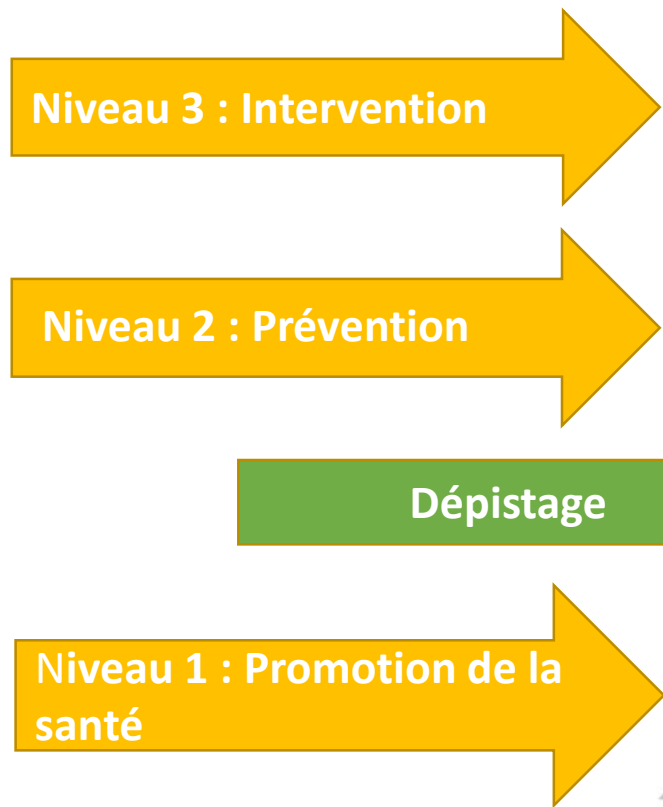 Niveau 3 : Intervention
Niveau 2 : Prévention
Dépistage
Niveau 1 : Promotion de la
santé